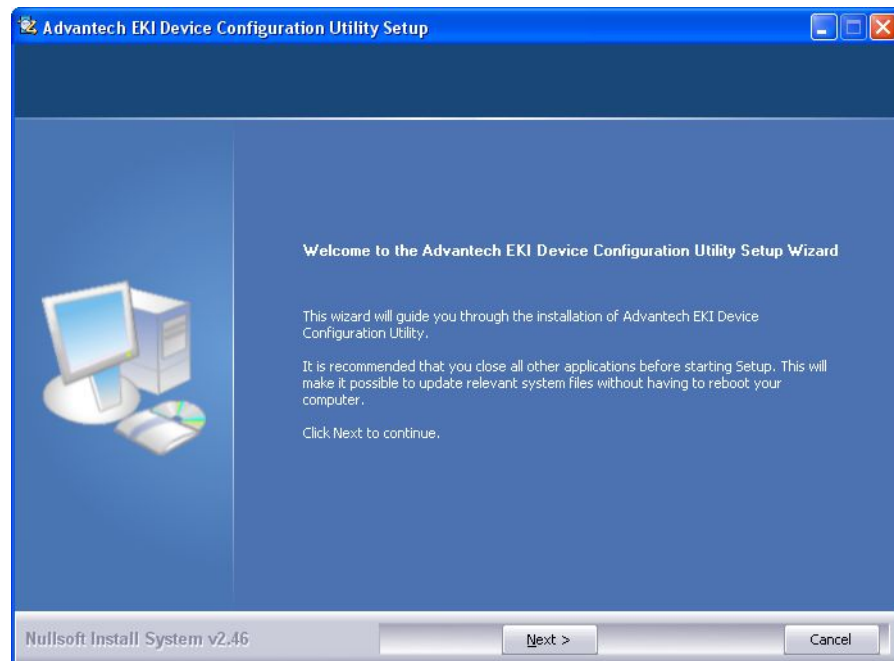 Advantech EKI Device Configuration Utility Setup
Welcome to the Advantech EKI Device Configuration Utility Setup Wizard
This wizard will guide you through the installation of Advantech EKI Device
Configuration Utility.
It is recommended that you close all other applications before starting Setup. This will
make it possible to update relevant system files without having to reboot your
computer.
Click Next to continue.
Nullsoft Install System v2.46
Next >
Cancel